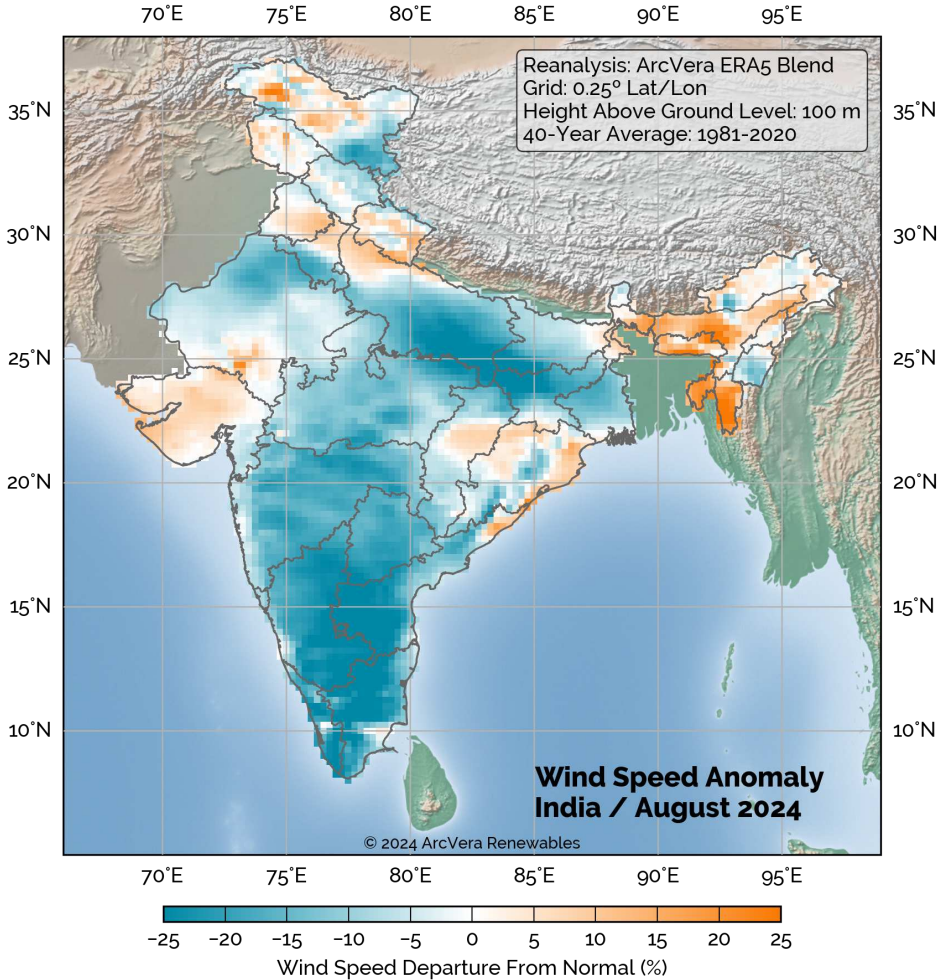 70°E 75°E 80°E 85°E 90°E 95°E
Reanalysis: ArcVera ERA5 Blend
Grid: 0.25º Lat/Lon
Height Above Ground Level: 100 m
40-Year Average: 1981-2020
35°N 35°N
30°N 30°N
25°N 25°N
20°N 20°N
15°N 15°N
10°N 10°N
Wind Speed Anomaly
India / August 2024
© 2024 ArcVera Renewables
70°E 75°E 80°E 85°E 90°E 95°E
−25 −20 −15 −10 −5 0 5 10 15 20 25
Wind Speed Departure From Normal (%)